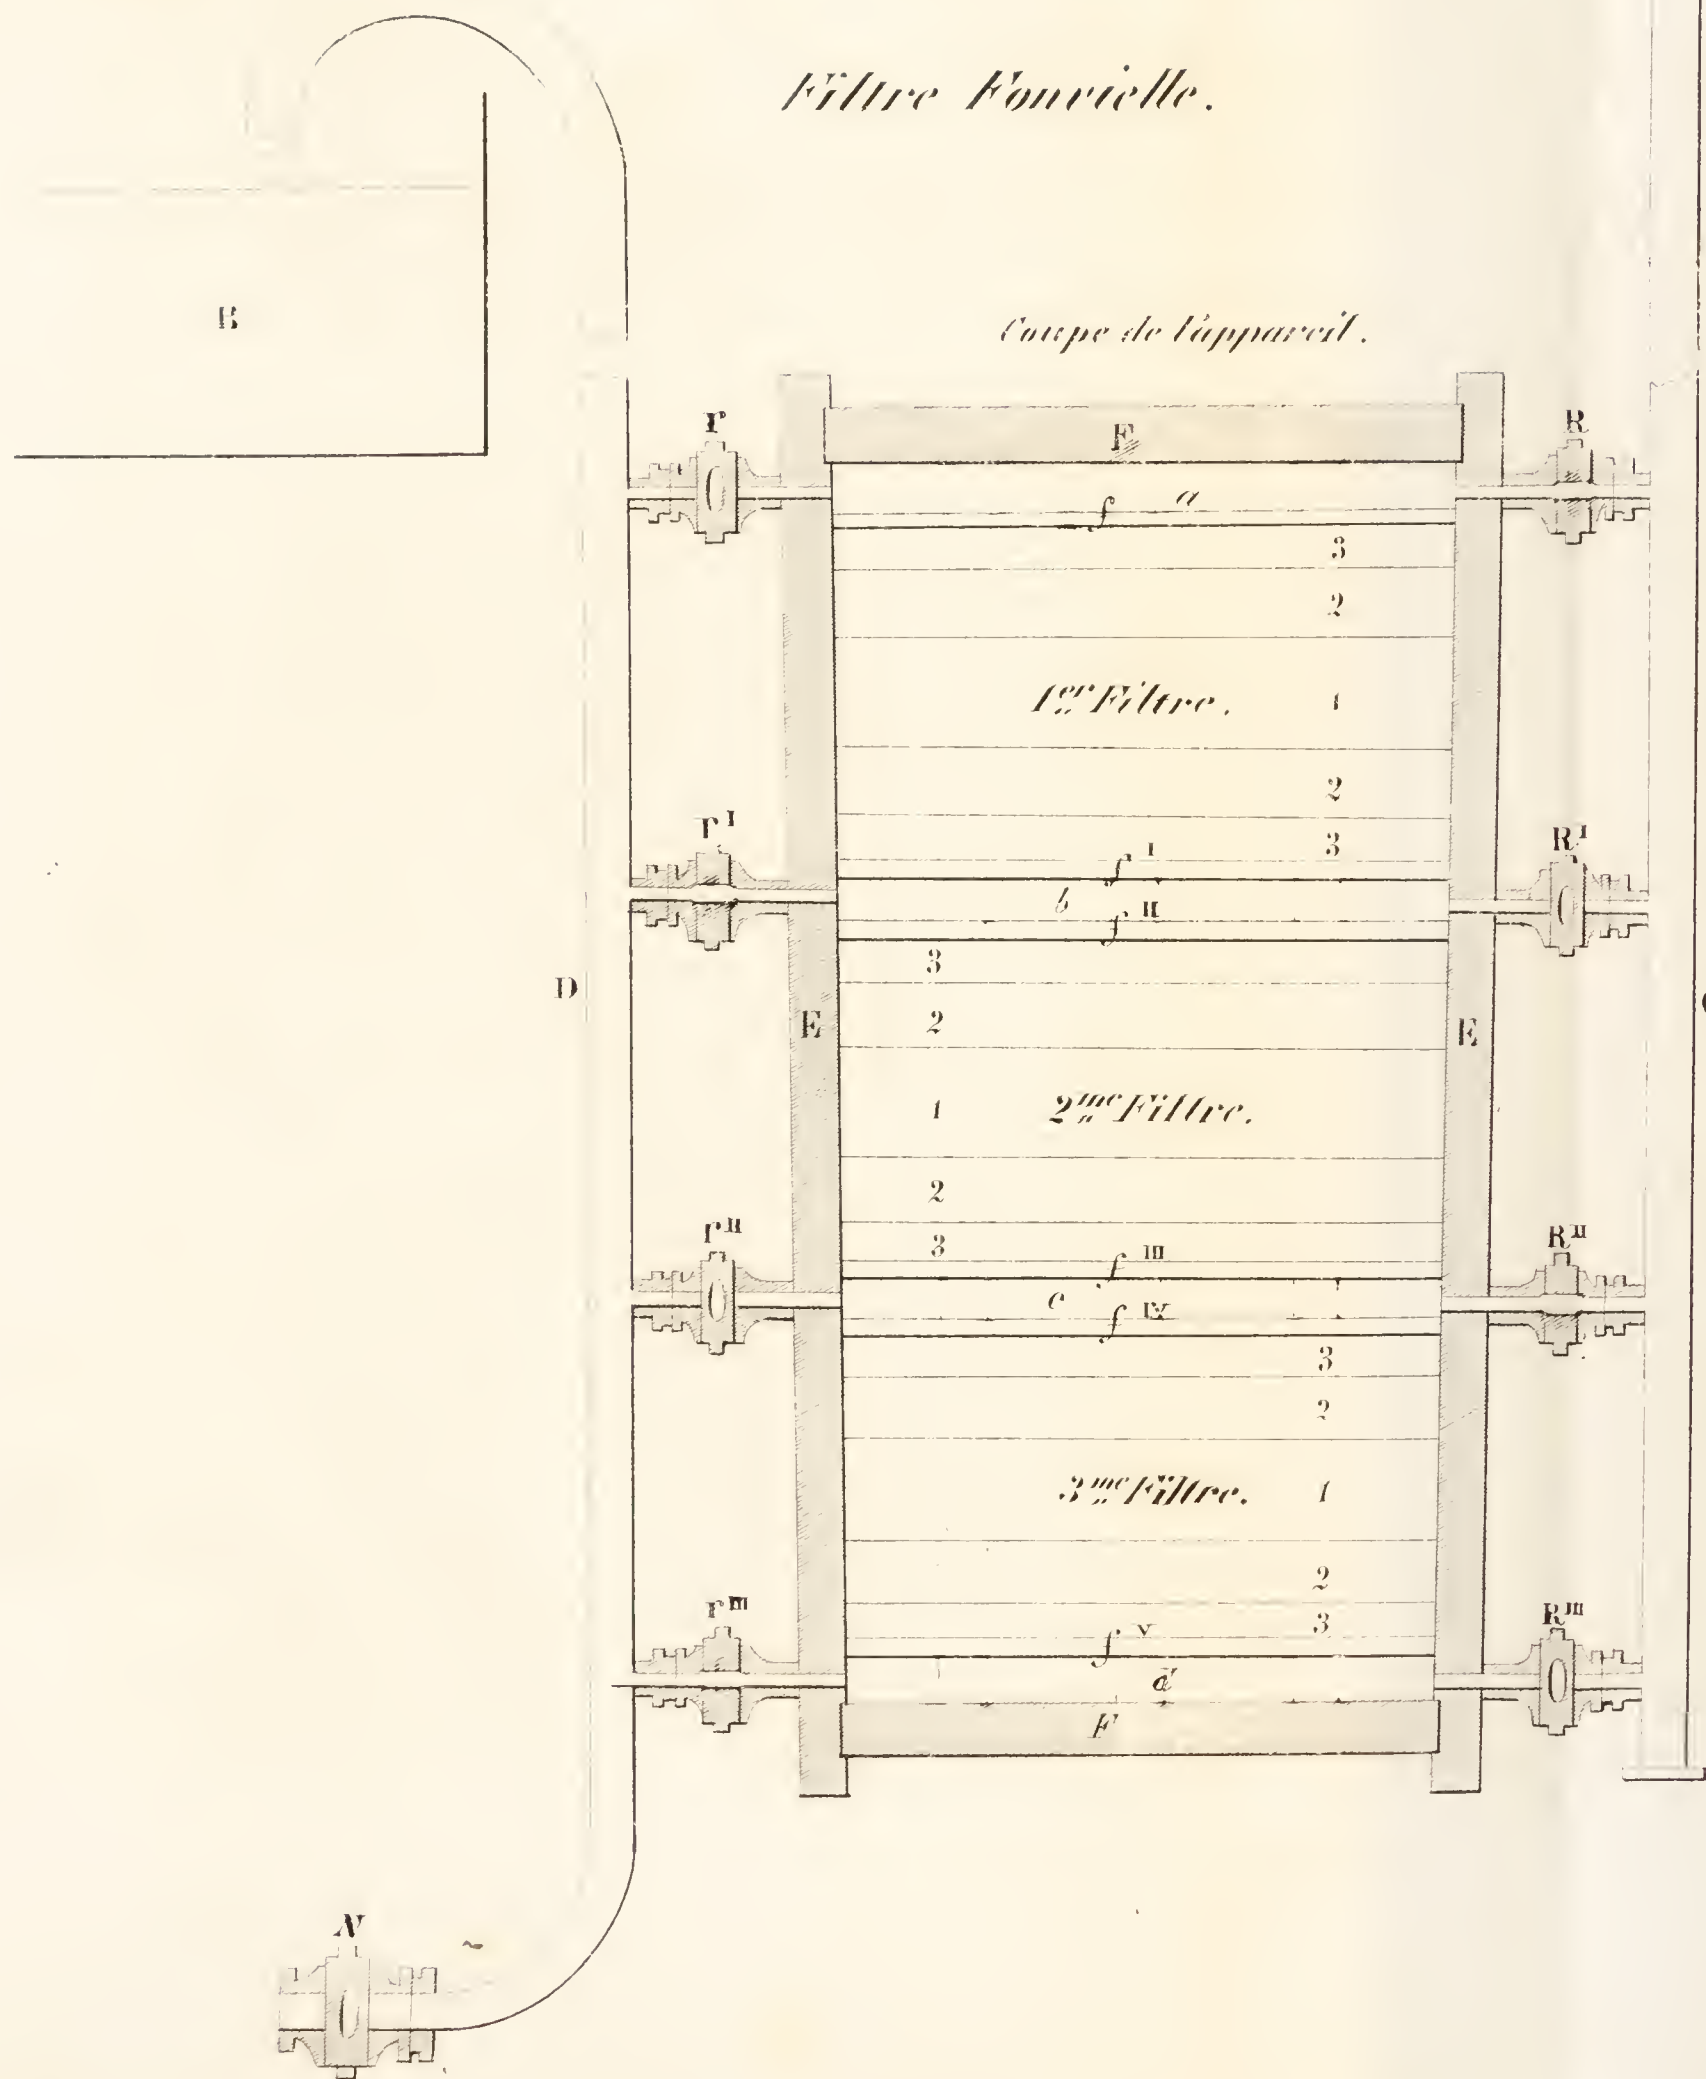 Filtre Fonvielle.
B
Coupe de l'appareil.
r
F
R
a
f
3
2
1er Filtre. 1
2
r I
3
R I
f I
b
f II
3
D
2
E
E
1
2me Filtre.
2
r II
3
f III
R II
c
f IV
3
2
3me Filtre. 1
2
r III
3
R III
f V
d
F
N